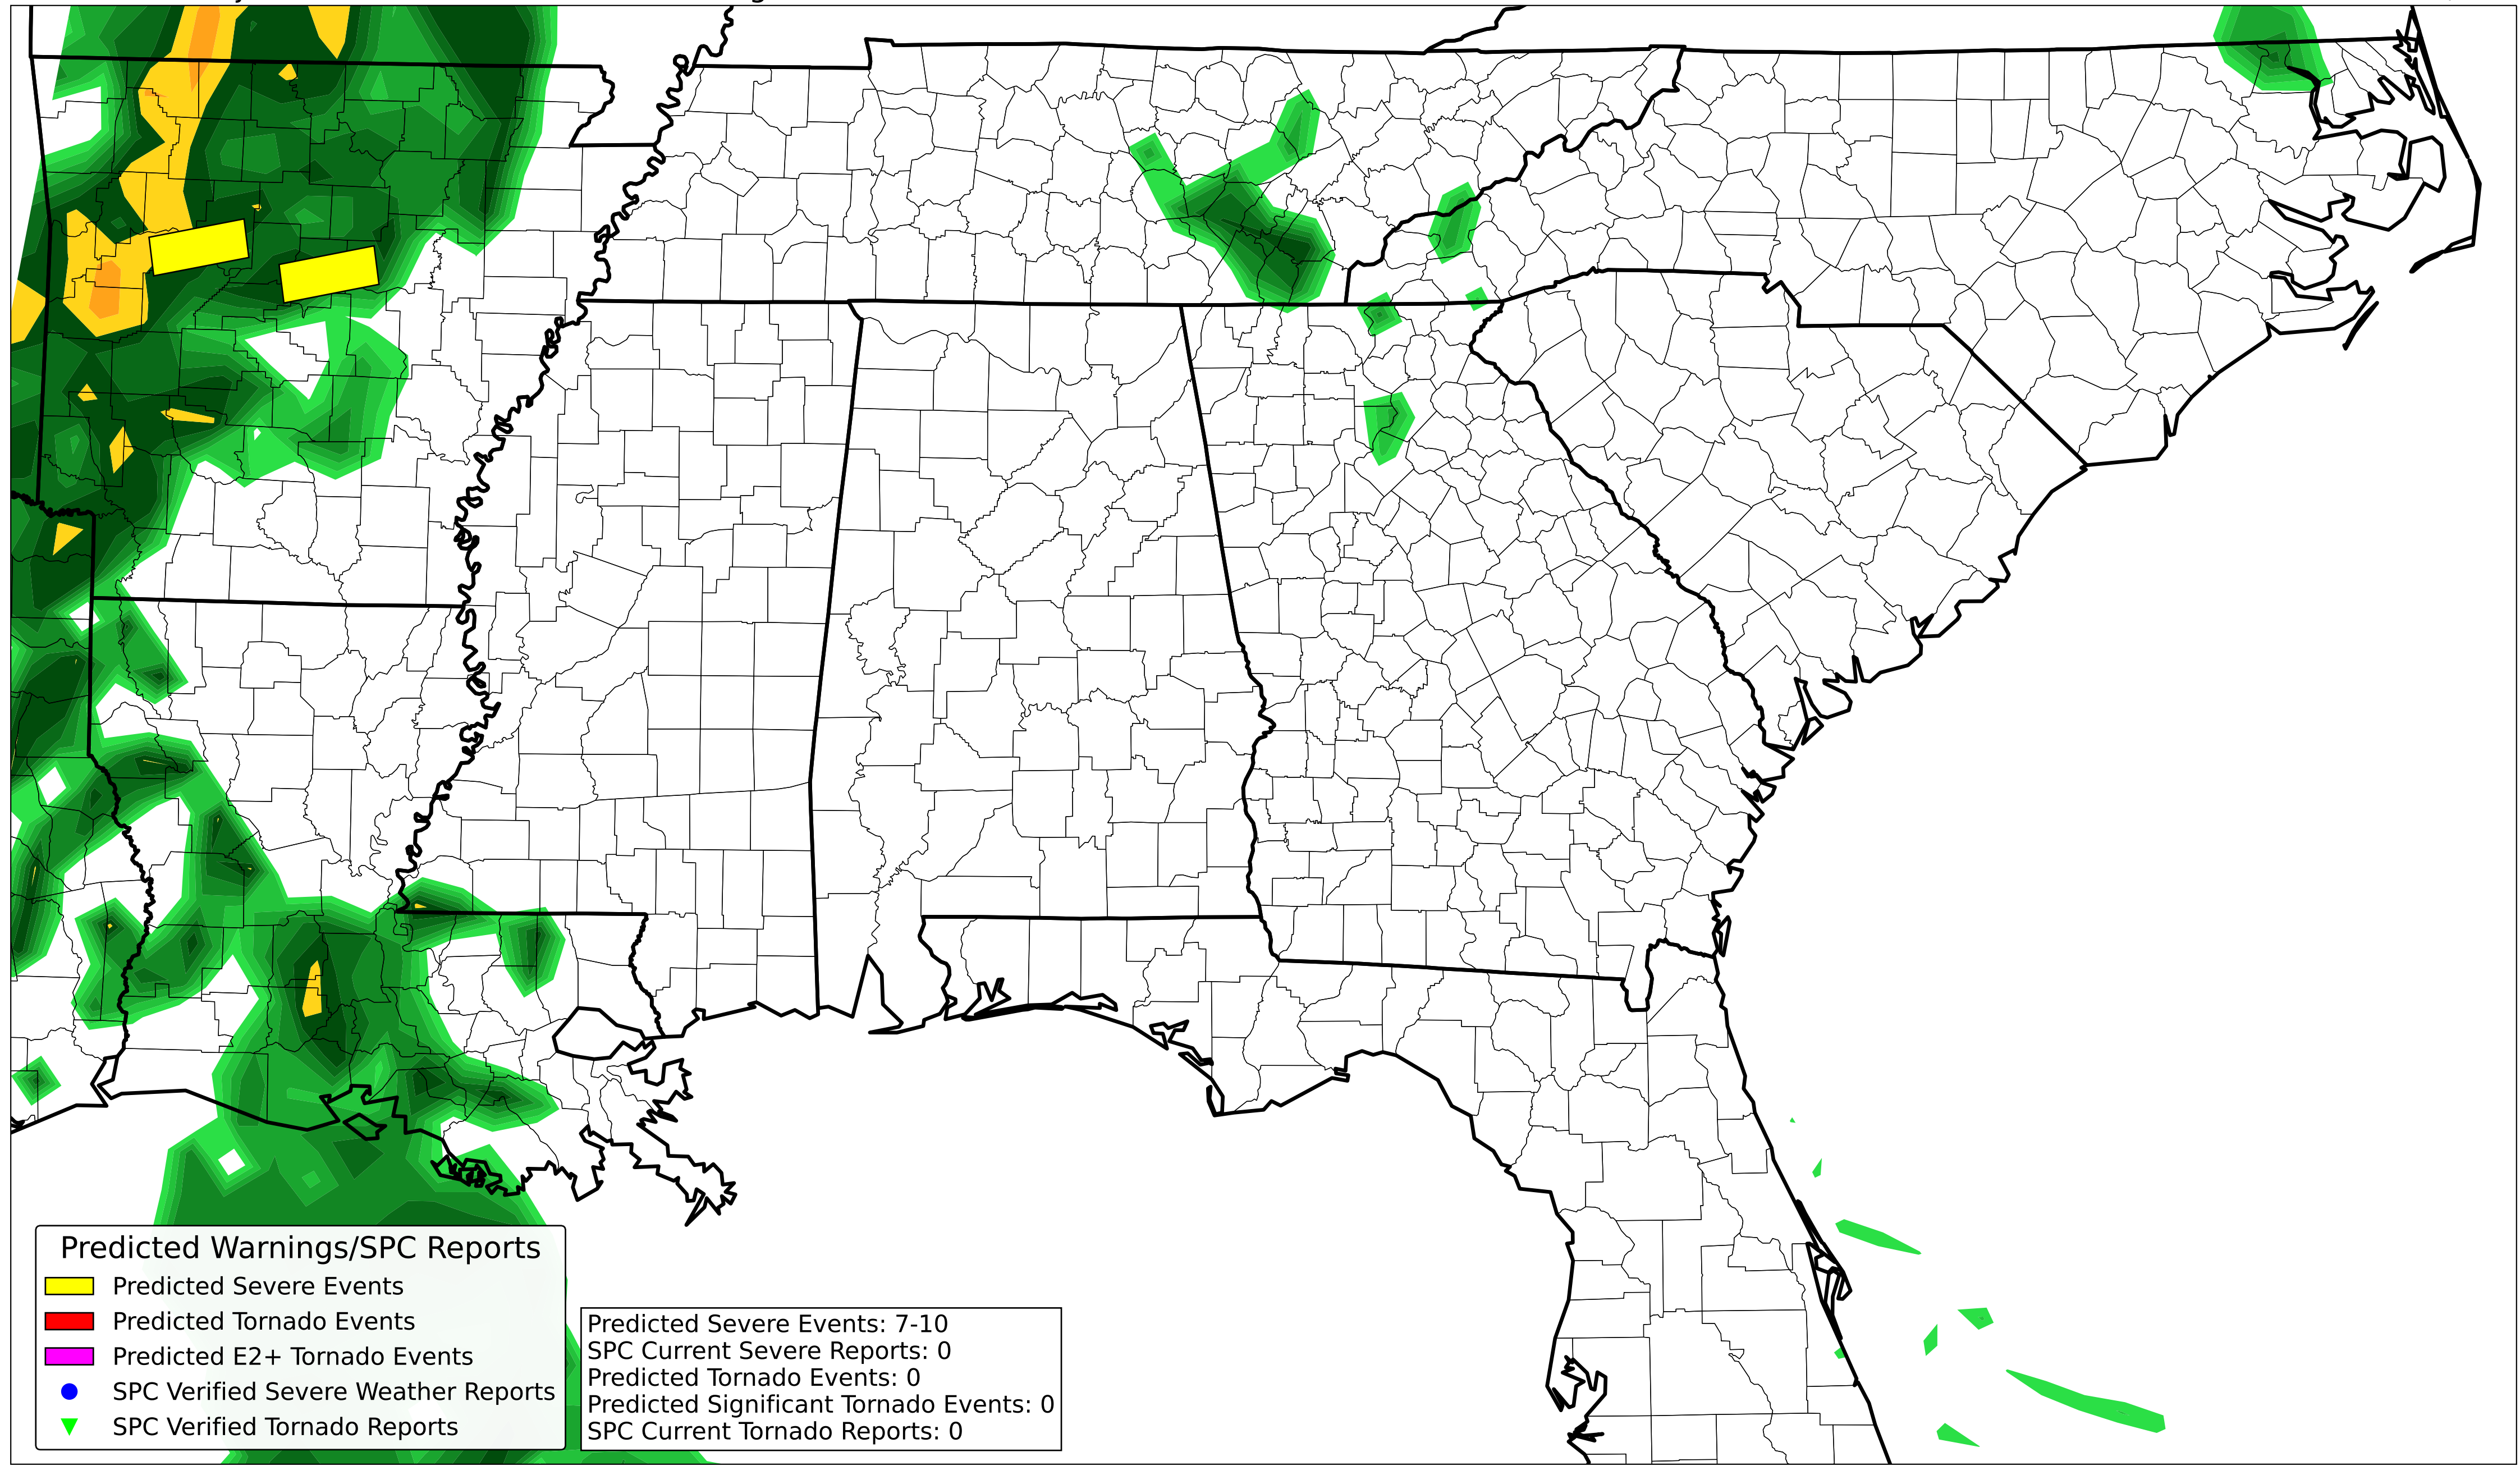 Predicted Warnings/SPC Reports
Predicted Severe Events
Predicted Tornado Events
Predicted E2+ Tornado Events
SPC Verified Severe Weather Reports
SPC Verified Tornado Reports
Predicted Severe Events: 7-10
SPC Current Severe Reports: 0
Predicted Tornado Events: 0
Predicted Significant Tornado Events: 0
SPC Current Tornado Reports: 0